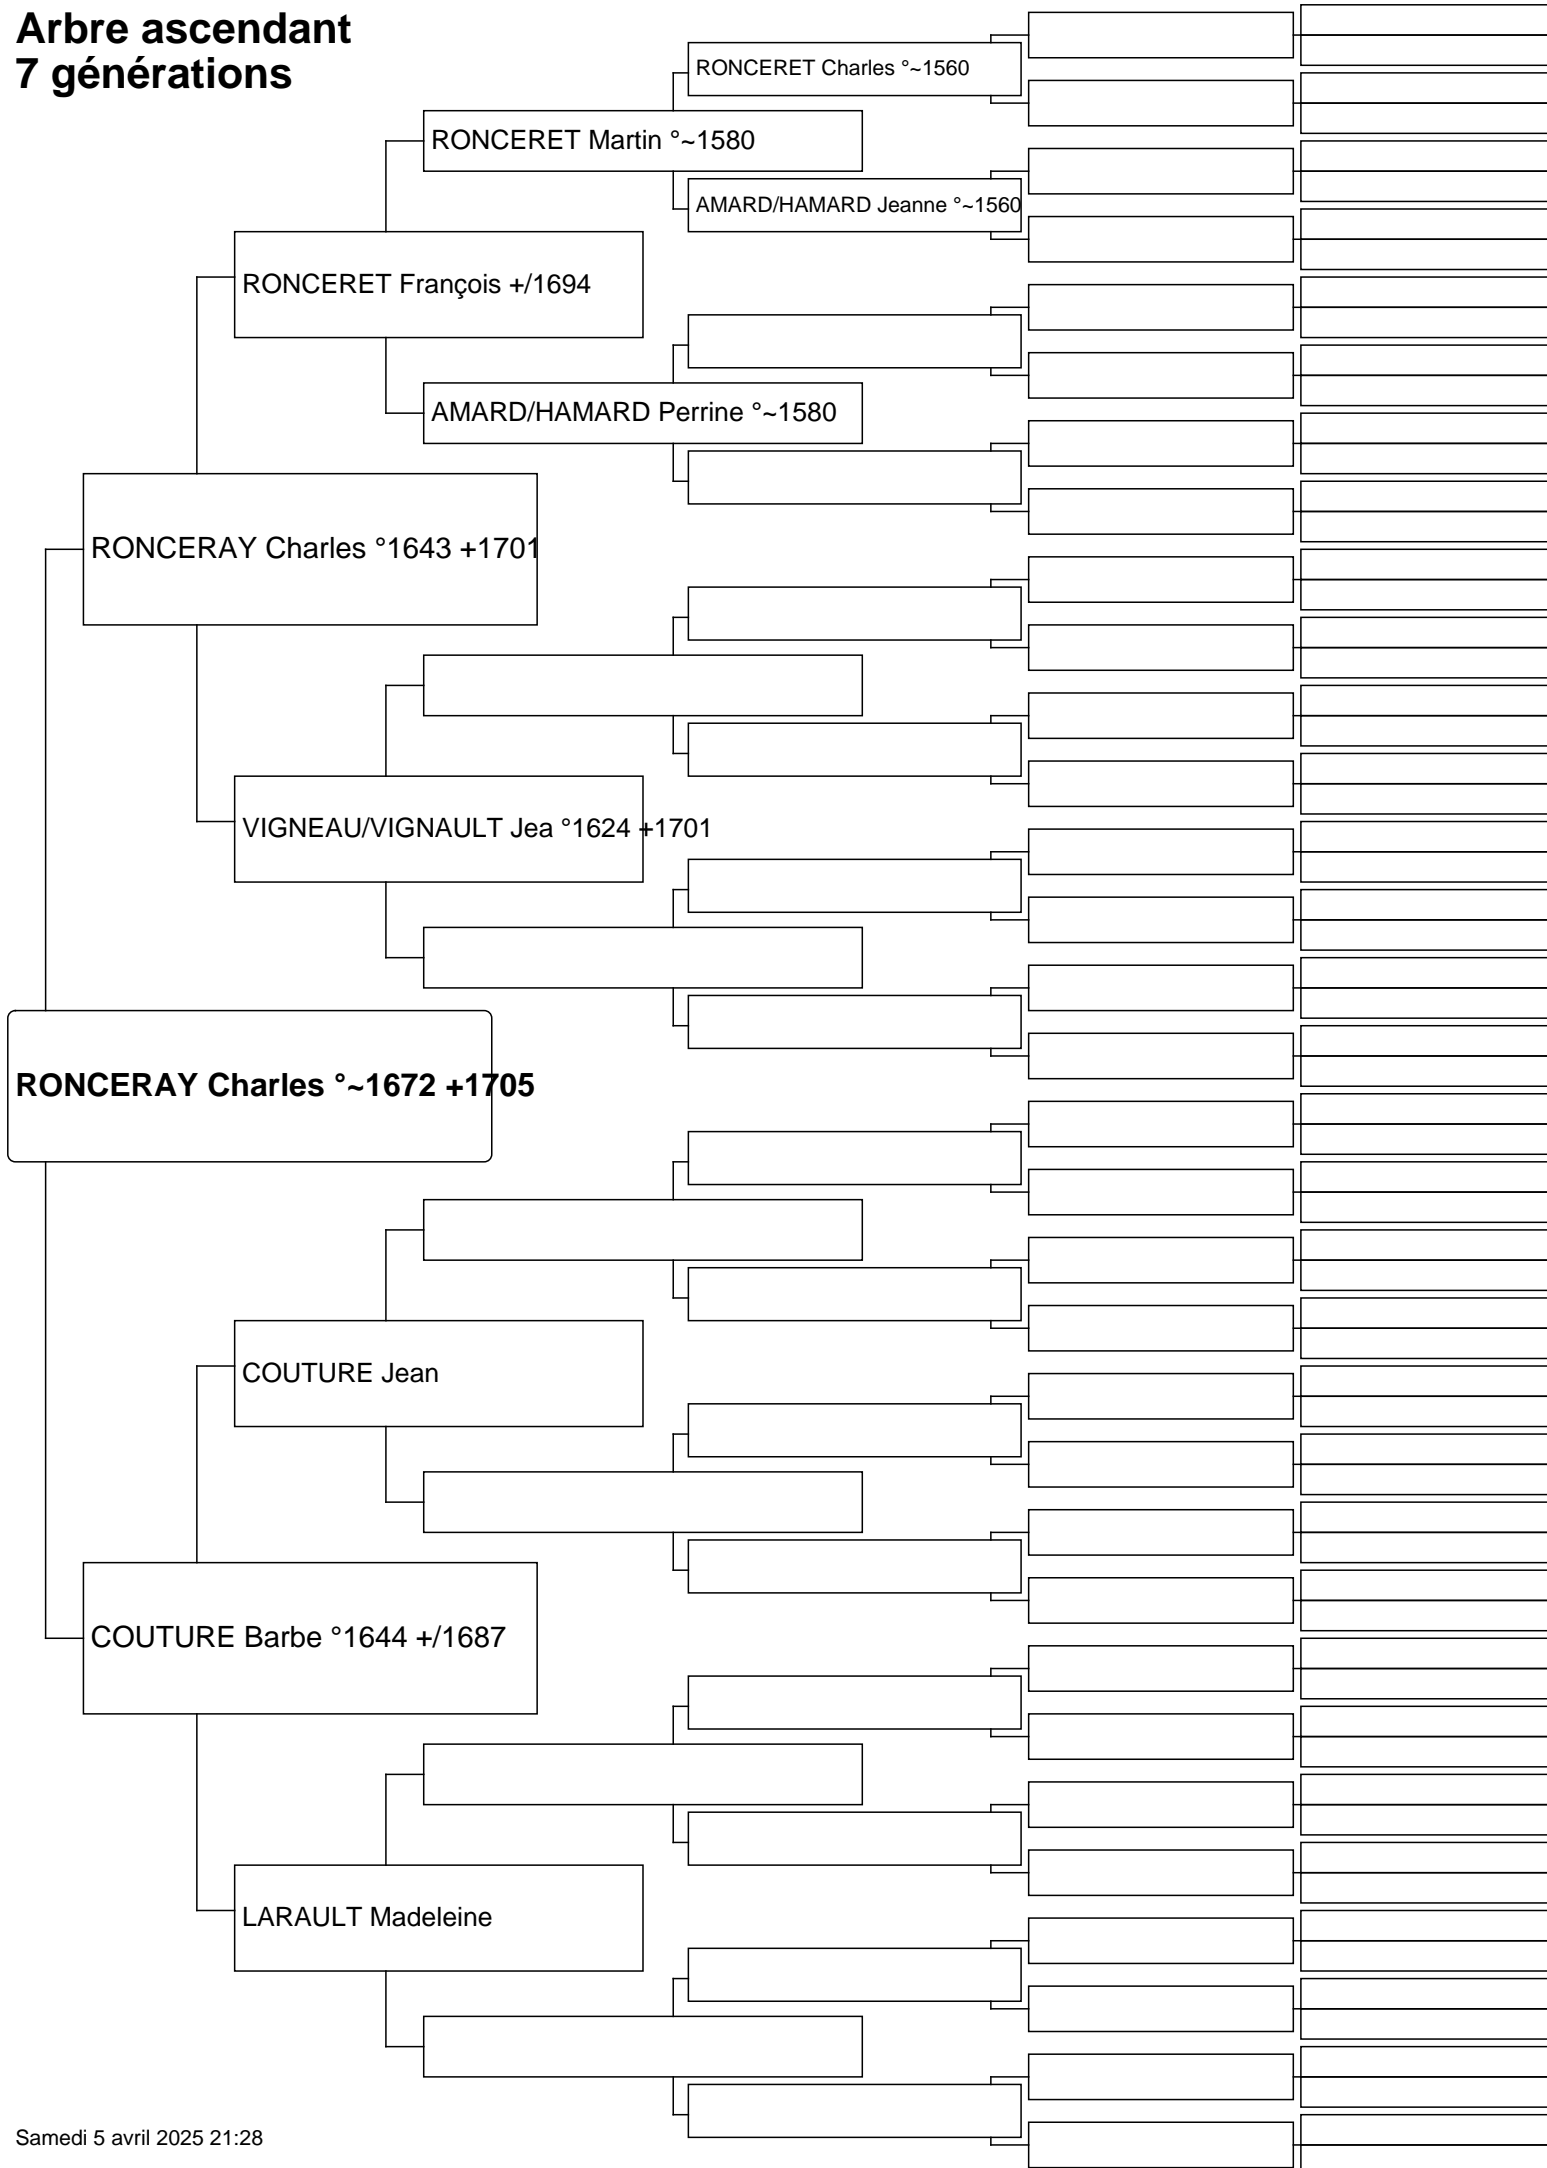 Arbre ascendant
7 générations
RONCERET Charles °~1560
RONCERET Martin °~1580
AMARD/HAMARD Jeanne °~1560
RONCERET François +/1694
AMARD/HAMARD Perrine °~1580
RONCERAY Charles °1643 +1701
VIGNEAU/VIGNAULT Jea °1624 +1701
RONCERAY Charles °~1672 +1705
COUTURE Jean
COUTURE Barbe °1644 +/1687
LARAULT Madeleine
Samedi 5 avril 2025 21:28